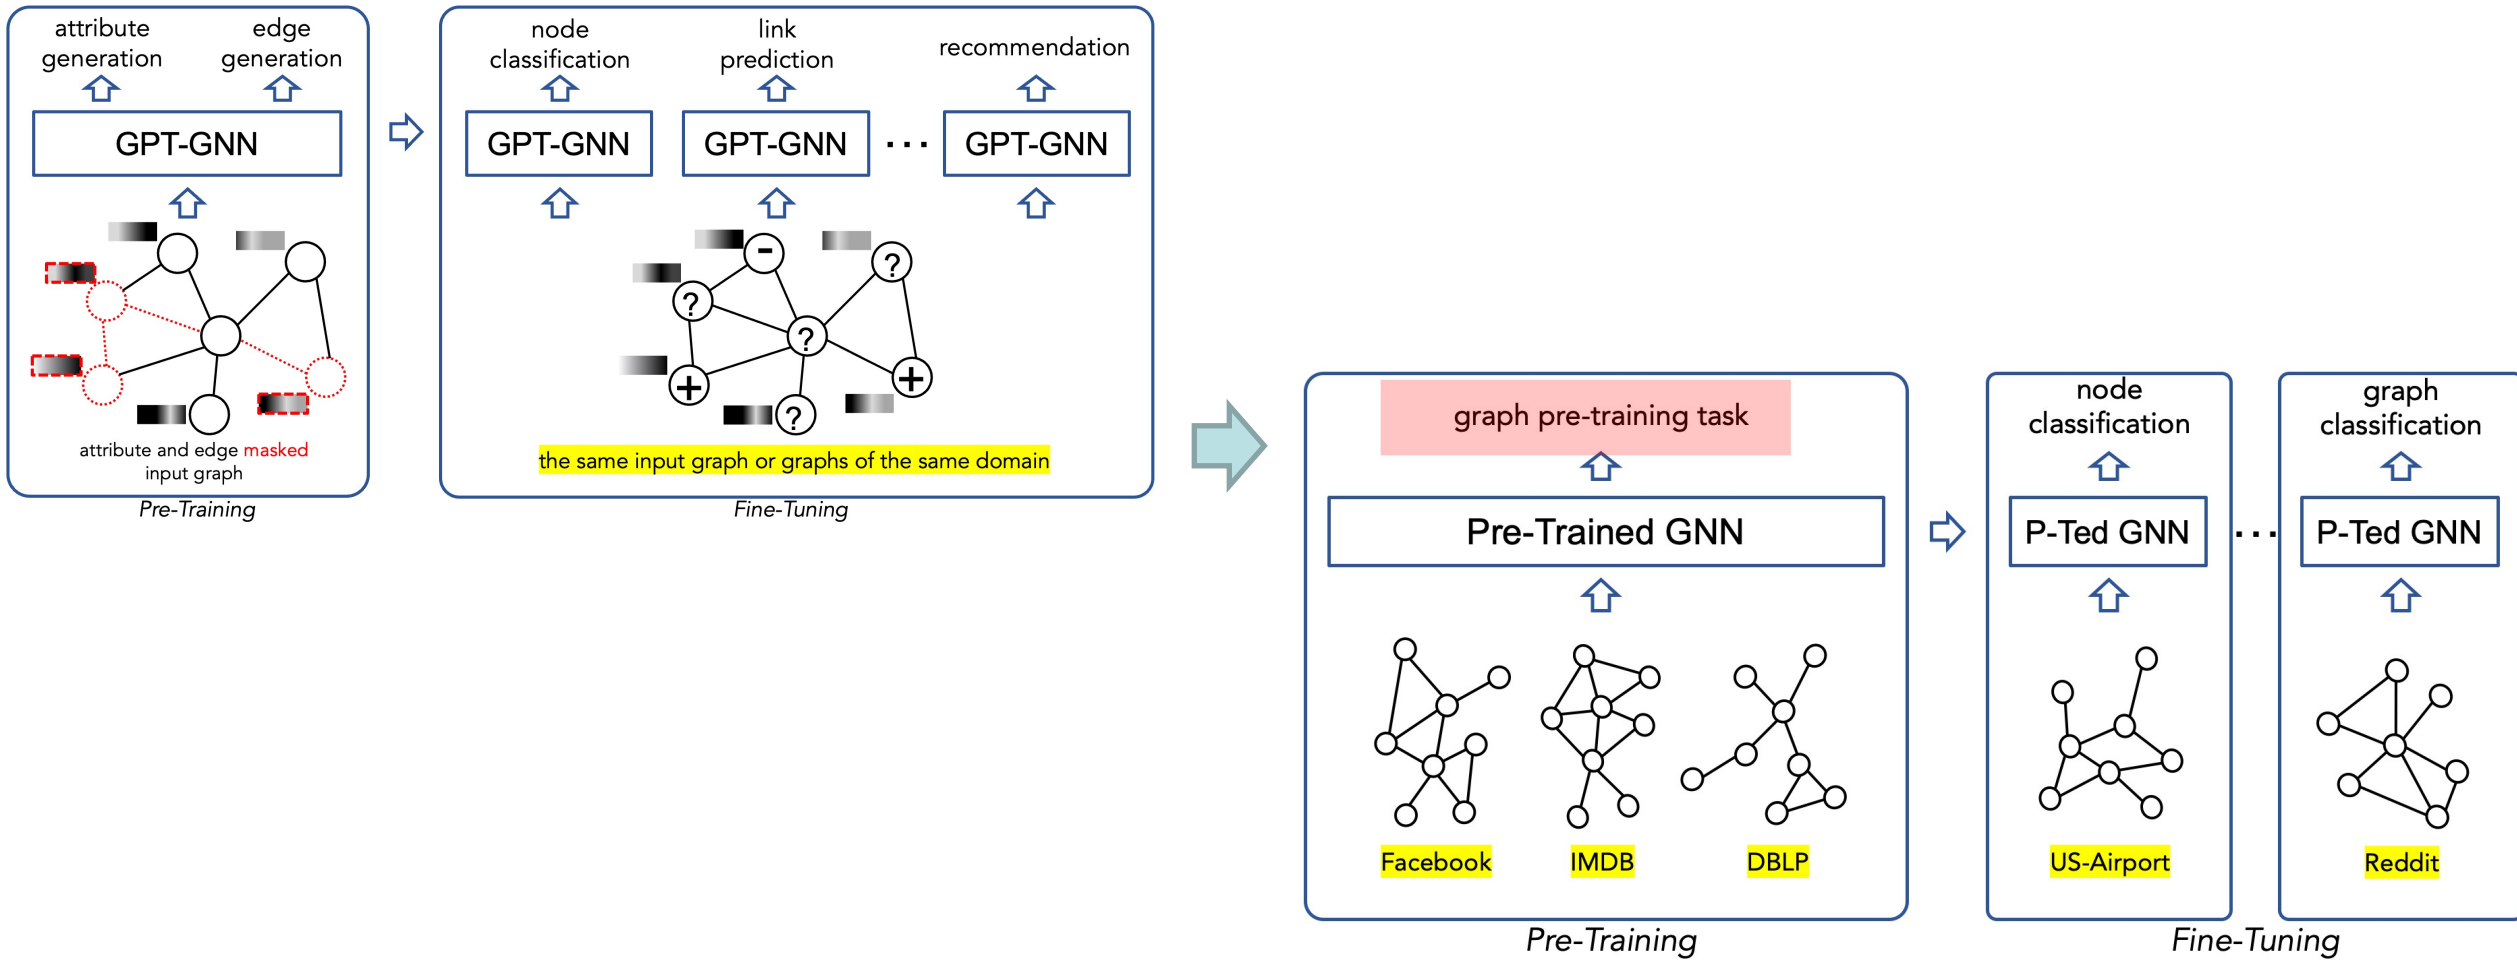 attribute
generation
edge
generation
GPT-GNN
attribute and edge masked
input graph
Pre-Training
node
classification
link
prediction
recommendation
GPT-GNN
GPT-GNN
...
GPT-GNN
-
?
?
?
+
+
?
the same input graph or graphs of the same domain
Fine-Tuning
graph pre-training task
Pre-Trained GNN
Facebook
IMDB
DBLP
Pre-Training
node
classification
P-Ted GNN
US-Airport
...
graph
classification
P-Ted GNN
Reddit
Fine-Tuning